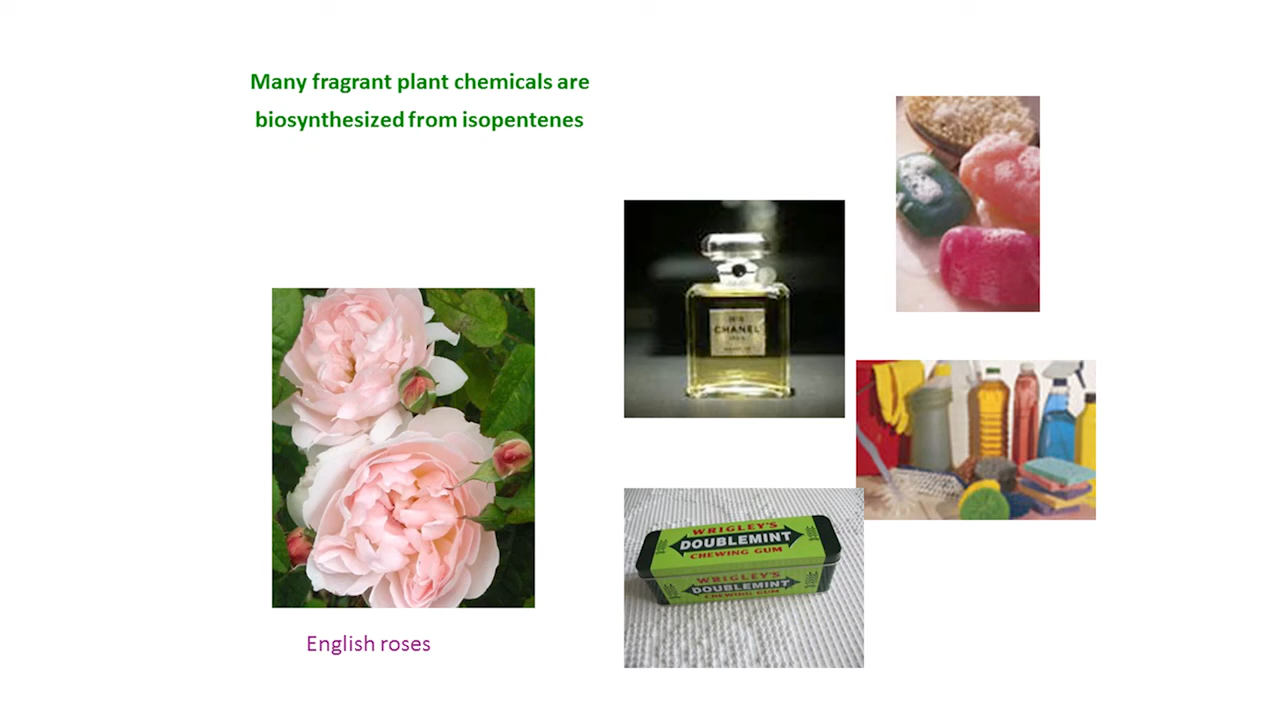 Many fragrant plant chemicals are
biosynthesized from isopentenes
CHANEL
WRIGLEY'S
DOUBLEMINT
CHEWING GUM
WRIGLEY'S
DOUBLEMINT
CHEWING GUM
English roses